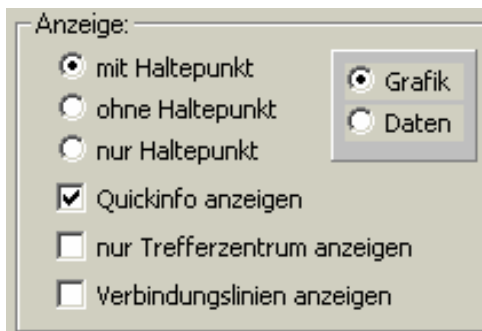 Anzeige:
mit Haltepunkt
ohne Haltepunkt
nur Haltepunkt
Grafik
Daten
Quickinfo anzeigen
nur Trefferzentrum anzeigen
Verbindungslinien anzeigen